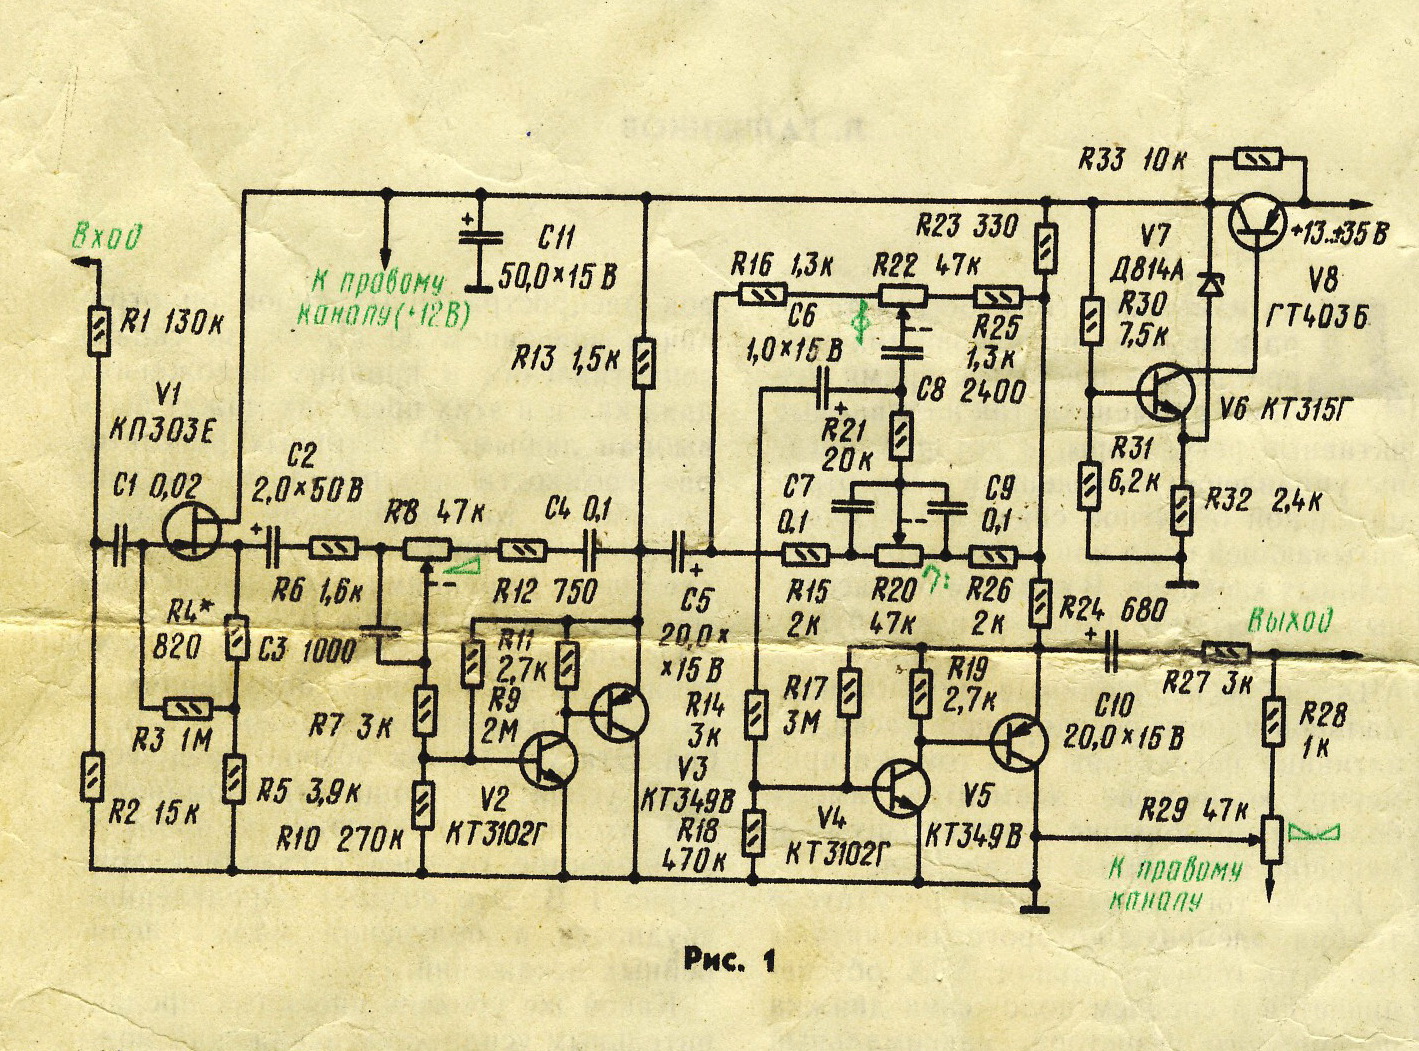 R33 10к
Вход
+
C11
50,0×15 В
R23 330
V7
Д814А
+13..+35 В
V8
ГТ403Б
К правому
каналу (+12В)
R1 130к
R16 1,3к
R22 47к
C6
1,0×15 В
+
R25
1,3к
C8
2400
R30
7,5к
R13 1,5к
V1
КП303Е
V6 КТ315Г
R21
20к
C1 0,02
C2
2,0×50 В
+
R8 47к
C4 0,1
C7
0,1
C9
0,1
R31
6,2к
R32 2,4к
R6 1,6к
R12 750
C5
20,0×
×15 В
+
R15
2к
R20
47к
R26
2к
R24 680
R4*
820
C3 1000
R11
2,7к
R9
2М
R7 3к
R3 1М
R14
3к
R17
3М
R19
2,7к
+
C10
20,0×15 В
R27 3к
Выход
R28
1к
R2 15к
R5 3,9к
R10 270к
V2
КТ3102Г
V3
КТ349В
R18
470к
V4
КТ3102Г
V5
КТ349В
R29 47к
К правому
каналу
Рис. 1